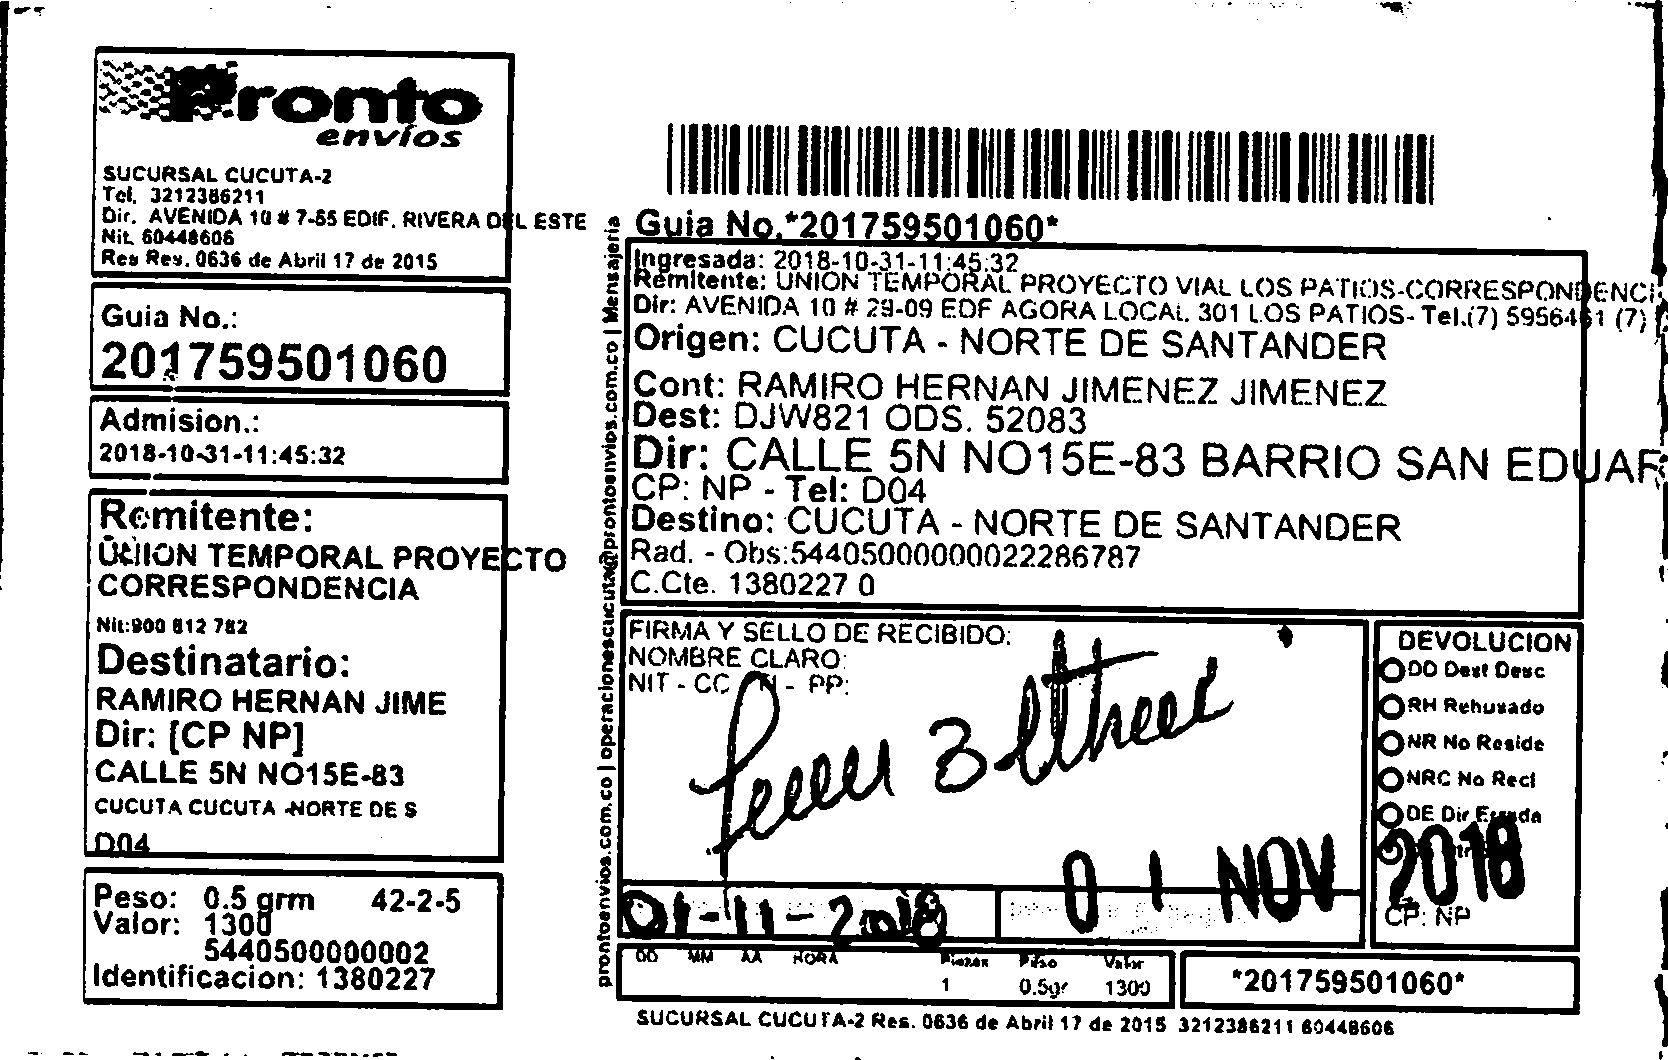 Pronto
envíos
SUCURSAL CUCUTA-2
Tel. 3212386211
Dir. AVENIDA 10 # 7-55 EDIF. RIVERA DEL ESTE
Nit. 60448606
Res Res. 0636 de Abril 17 de 2015
Guia No.:
201759501060
Admision.:
2018-10-31-11:45:32
Remitente:
UNION TEMPORAL PROYECTO
CORRESPONDENCIA
Nit:900 812 782
Destinatario:
RAMIRO HERNAN JIME
Dir: [CP NP]
CALLE 5N NO15E-83
CUCUTA CUCUTA -NORTE DE S
D04
Peso: 0.5 grm 42-2-5
Valor: 1300
5440500000002
Identificacion: 1380227
prontoenvios.com.co | operacionescucuta@prontoenvios.com.co | Mensajeria
Guia No.*201759501060*
Ingresada: 2018-10-31-11:45:32
Remitente: UNION TEMPORAL PROYECTO VIAL LOS PATIOS-CORRESPONDENCI
Dir: AVENIDA 10 # 29-09 EDF AGORA LOCAL 301 LOS PATIOS- Tel.(7) 5956461 (7)
Origen: CUCUTA - NORTE DE SANTANDER
Cont: RAMIRO HERNAN JIMENEZ JIMENEZ
Dest: DJW821 ODS. 52083
Dir: CALLE 5N NO15E-83 BARRIO SAN EDUAR
CP: NP - Tel: D04
Destino: CUCUTA - NORTE DE SANTANDER
Rad. - Obs:54405000000022286787
C.Cte. 1380227 0
FIRMA Y SELLO DE RECIBIDO:
NOMBRE CLARO:
NIT - CC - TI - PP:
01-11-2018
01 NOV 2018
DD MM AA HORA Piezas Peso Valor
1 0.5gr 1300
DEVOLUCION
DD Dest Desc
RH Rehusado
NR No Reside
NRC No Recl
DE Dir Errada
CP: NP
*201759501060*
SUCURSAL CUCUTA-2 Res. 0636 de Abril 17 de 2015 3212386211 60448606